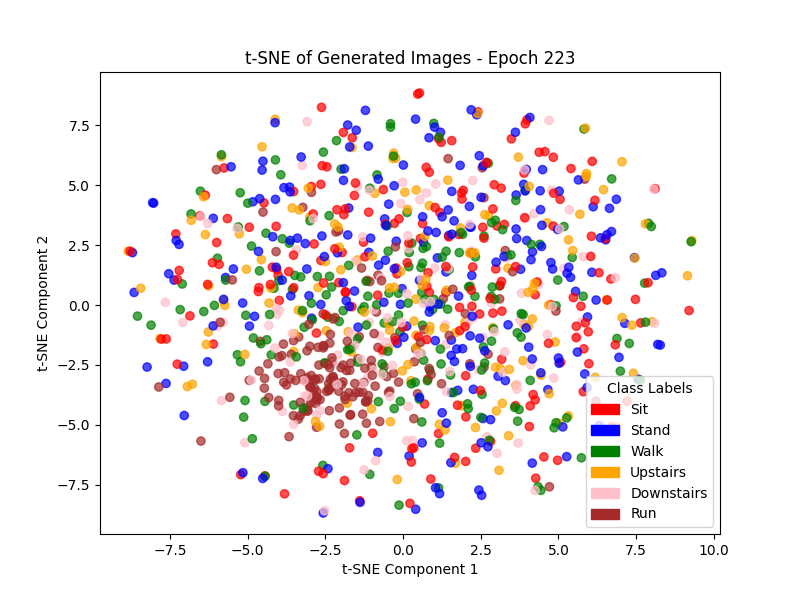 t-SNE of Generated Images - Epoch 223
t-SNE Component 2
7.5
5.0
2.5
0.0
−2.5
−5.0
−7.5
−7.5
−5.0
−2.5
0.0
2.5
5.0
7.5
10.0
t-SNE Component 1
Class Labels
Sit
Stand
Walk
Upstairs
Downstairs
Run